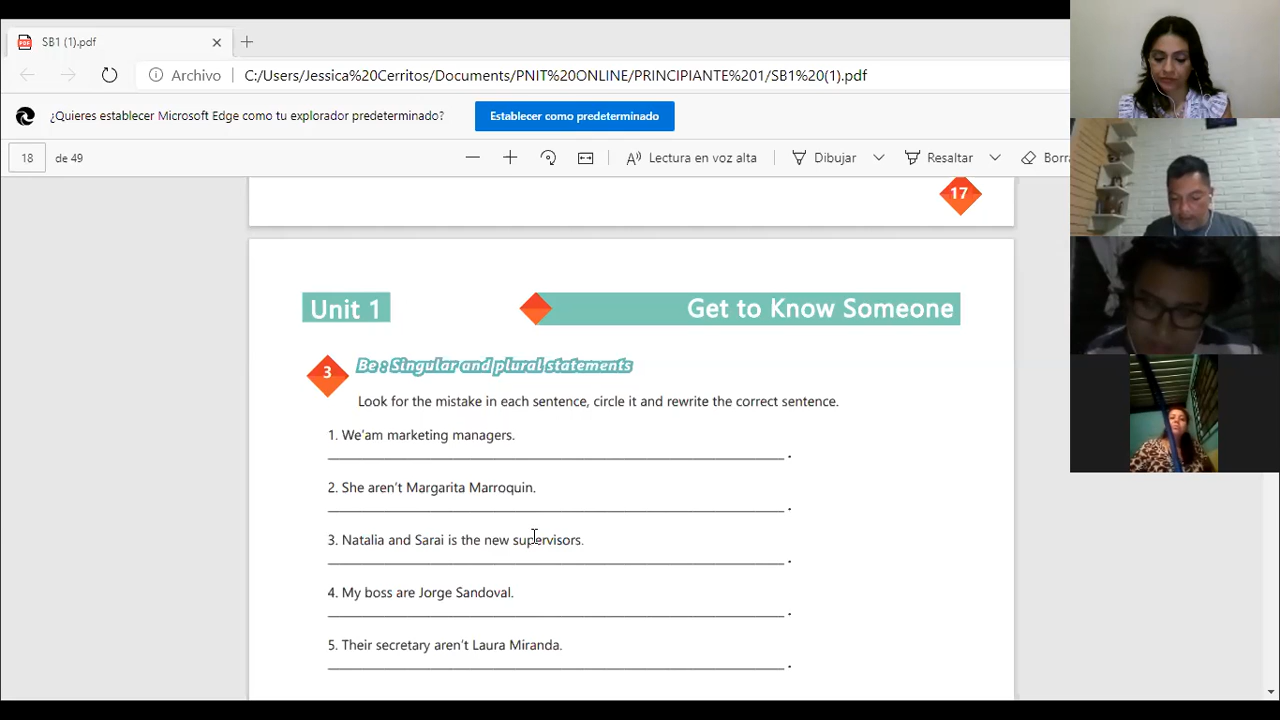 SB1 (1).pdf
Archivo C:/Users/Jessica%20Cerritos/Documents/PNIT%20ONLINE/PRINCIPIANTE%201/SB1%20(1).pdf
¿Quieres establecer Microsoft Edge como tu explorador predeterminado? Establecer como predeterminado
18 de 49 Lectura en voz alta Dibujar Resaltar Borra
17
Unit 1 Get to Know Someone
3 Be : Singular and plural statements
Look for the mistake in each sentence, circle it and rewrite the correct sentence.
1. We'am marketing managers.
2. She aren't Margarita Marroquin.
3. Natalia and Sarai is the new supervisors.
4. My boss are Jorge Sandoval.
5. Their secretary aren't Laura Miranda.